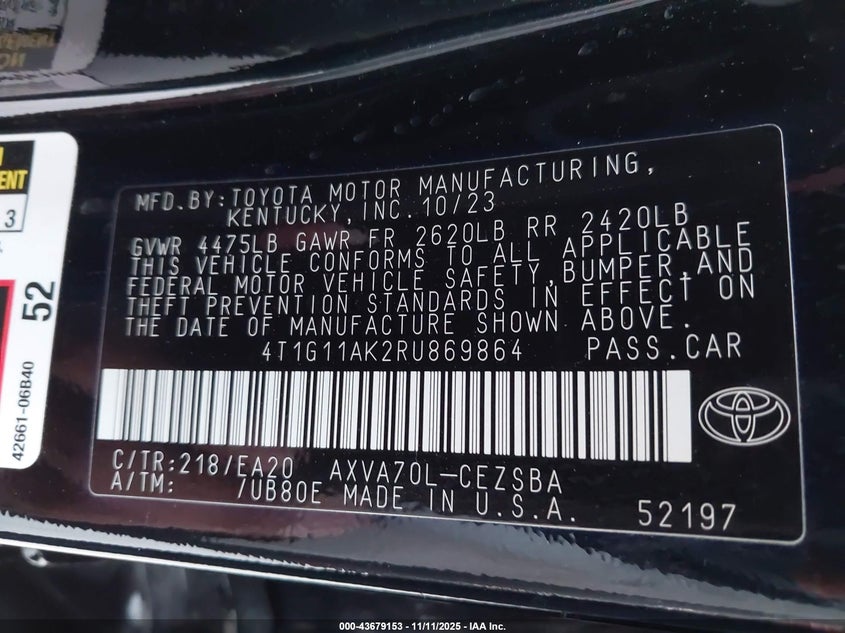 MFD.BY:TOYOTA MOTOR MANUFACTURING,
KENTUCKY,INC.10/23
GVWR 4475LB GAWR FR 2620LB RR 2420LB
THIS VEHICLE CONFORMS TO ALL APPLICABLE
FEDERAL MOTOR VEHICLE SAFETY,BUMPER,AND
THEFT PREVENTION STANDARDS IN EFFECT ON
THE DATE OF MANUFACTURE SHOWN ABOVE.
4T1G11AK2RU869864 PASS.CAR
C/TR:218/EA20 AXVA70L-CEZSBA
A/TM: /UB80E MADE IN U.S.A.
52197
ENT
3
52
42661-06B40
000-43679153 - 11/11/2025 - IAA Inc.